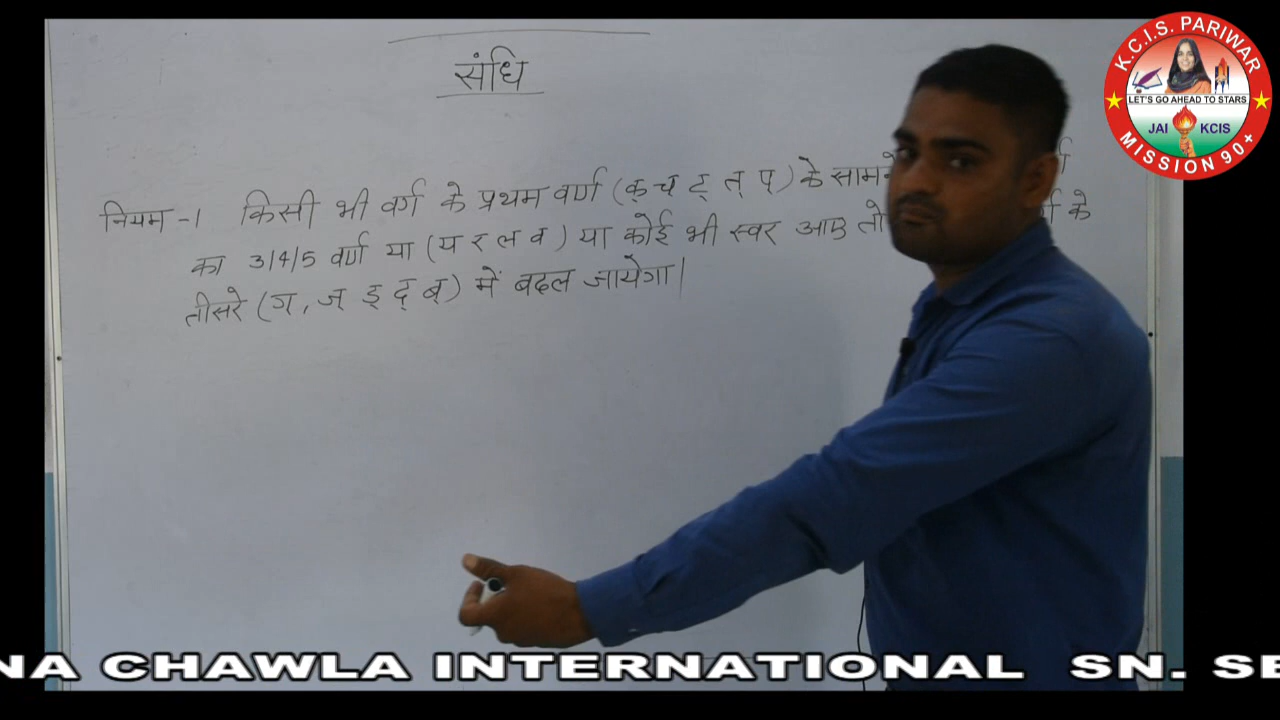 संधि
नियम -1 किसी भी वर्ग के प्रथम वर्ण (क् च् ट् त् प्) के सामने
का 3/4/5 वर्ण या (य र ल व) या कोई भी स्वर आए तो के
तीसरे (ग्, ज् ड् द् ब्) में बदल जायेगा।
K.C.I.S. PARIWAR
LET'S GO AHEAD TO STARS
JAI KCIS
MISSION 90+
NA CHAWLA INTERNATIONAL SN. SE